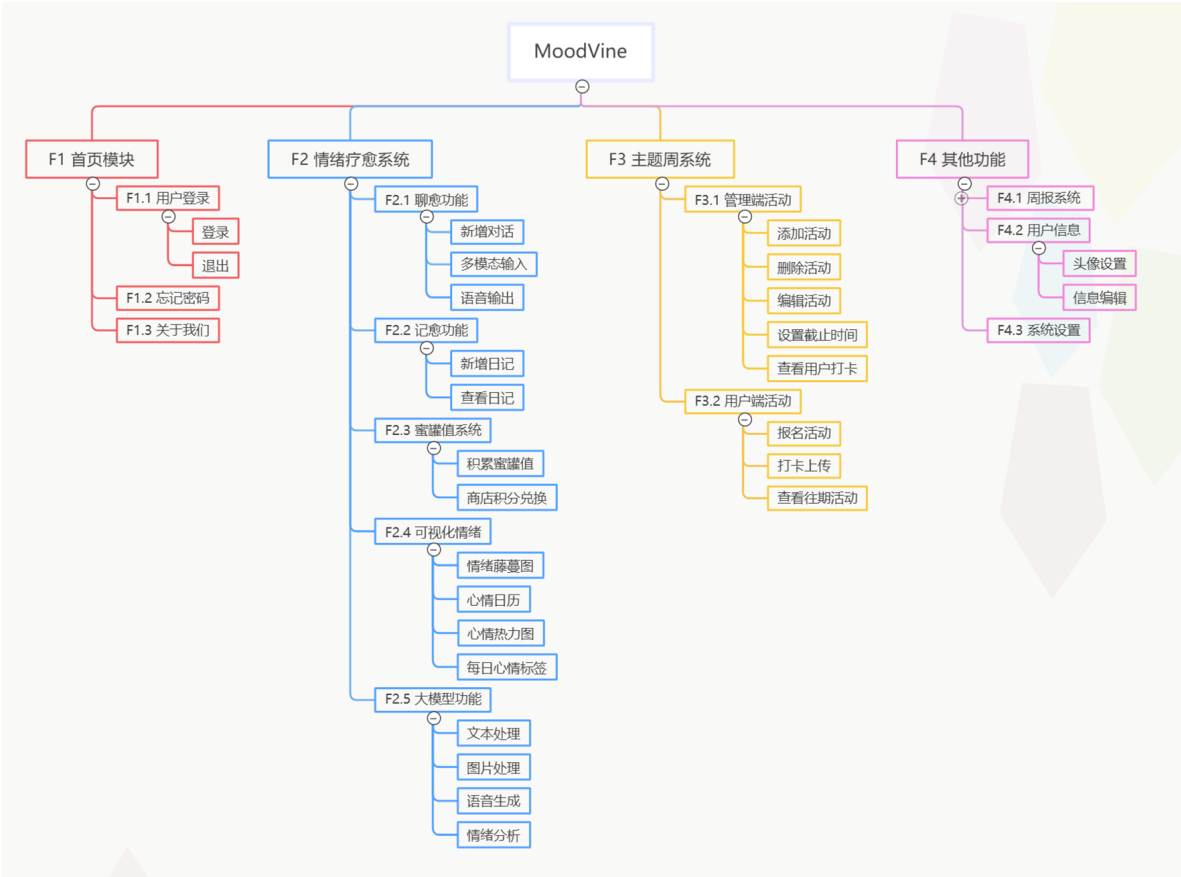 MoodVine
F1 首页模块
F1.1 用户登录
登录
退出
F1.2 忘记密码
F1.3 关于我们
F2 情绪疗愈系统
F2.1 聊愈功能
新增对话
多模态输入
语音输出
F2.2 记愈功能
新增日记
查看日记
F2.3 蜜罐值系统
积累蜜罐值
商店积分兑换
F2.4 可视化情绪
情绪藤蔓图
心情日历
心情热力图
每日心情标签
F2.5 大模型功能
文本处理
图片处理
语音生成
情绪分析
F3 主题周系统
F3.1 管理端活动
添加活动
删除活动
编辑活动
设置截止时间
查看用户打卡
F3.2 用户端活动
报名活动
打卡上传
查看往期活动
F4 其他功能
F4.1 周报系统
F4.2 用户信息
头像设置
信息编辑
F4.3 系统设置